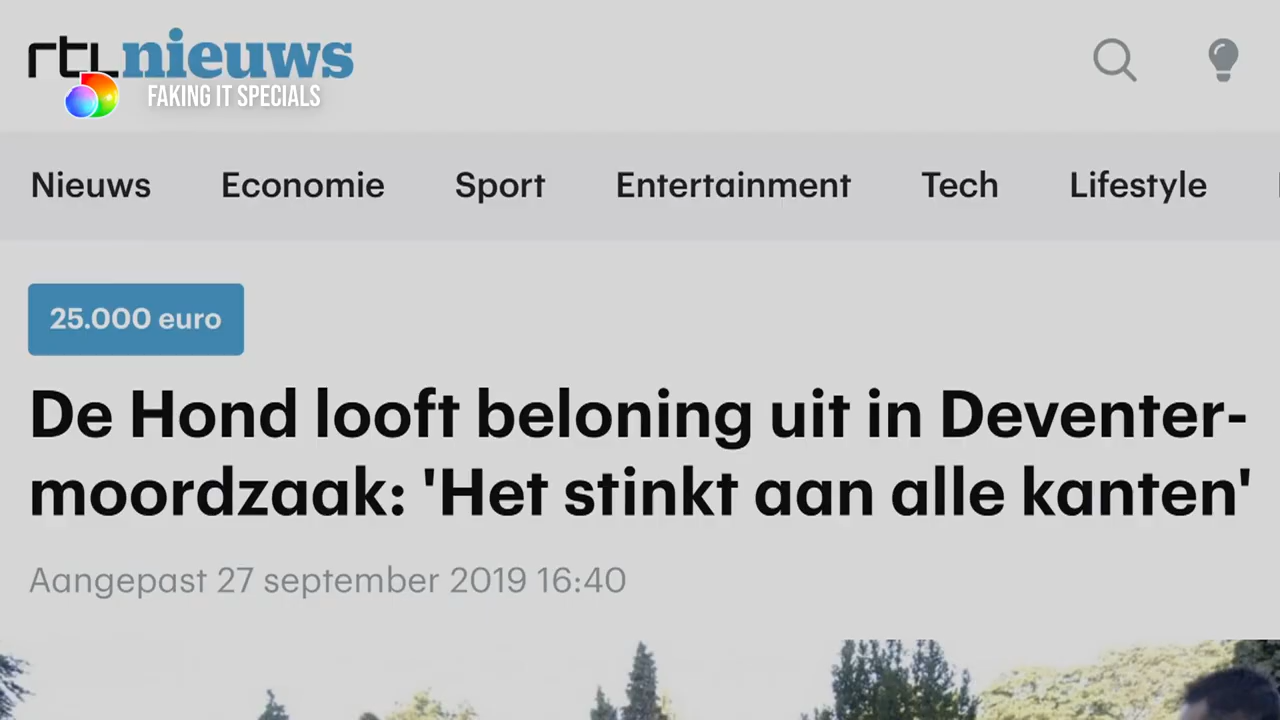 rtlnieuws
FAKING IT SPECIALS
Nieuws Economie Sport Entertainment Tech Lifestyle
25.000 euro
De Hond looft beloning uit in Deventer-
moordzaak: 'Het stinkt aan alle kanten'
Aangepast 27 september 2019 16:40